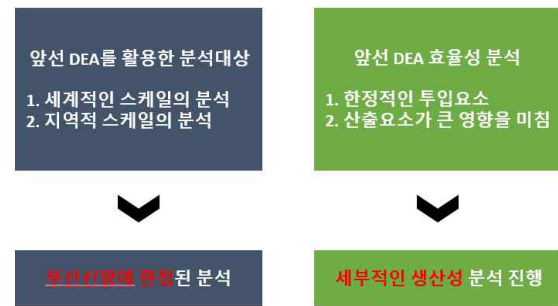 앞선 DEA를 활용한 분석대상
1. 세계적인 스케일의 분석
2. 지역적 스케일의 분석
앞선 DEA 효율성 분석
1. 한정적인 투입요소
2. 산출요소가 큰 영향을 미침
부산신항에 한정된 분석
세부적인 생산성 분석 진행